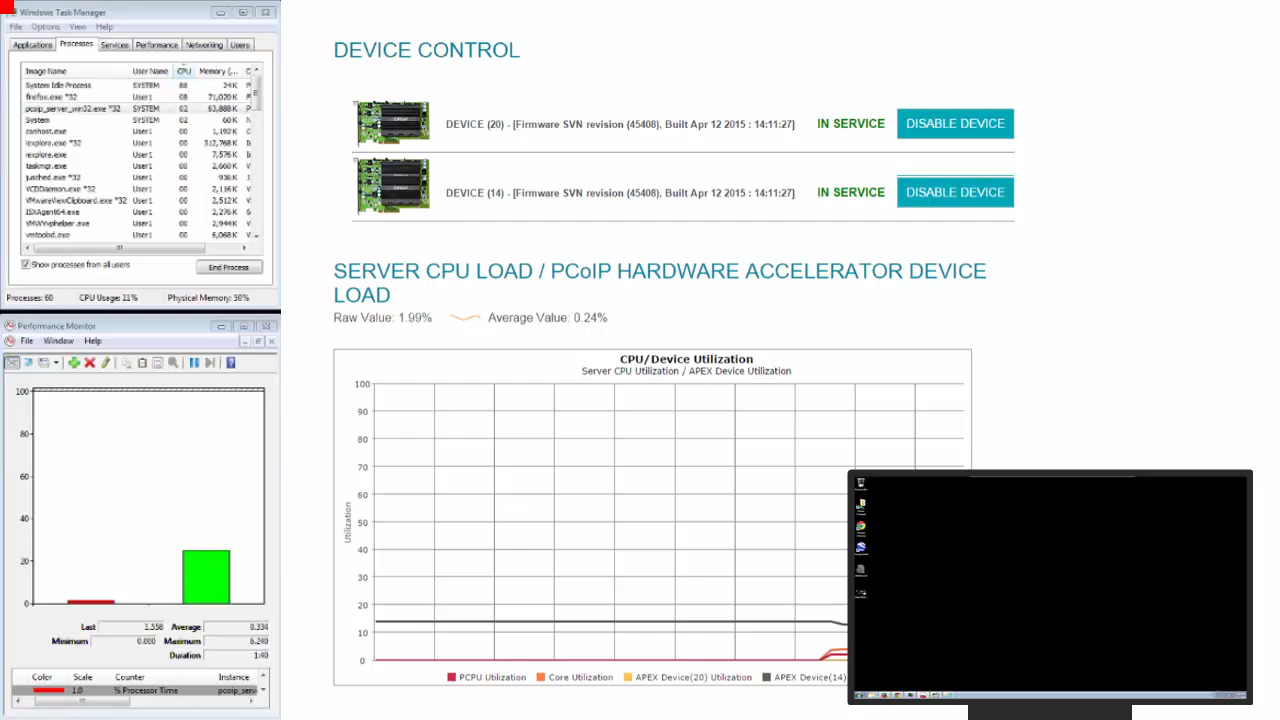 Windows Task Manager
File Options View Help
Applications Processes Services Performance Networking Users
Image Name User Name CPU Memory (...
System Idle Process SYSTEM 88 24 K
firefox.exe *32 User1 08 71,020 K
pcoip_server_win32.exe *32 SYSTEM 02 63,888 K
System SYSTEM 02 60 K
conhost.exe User1 00 1,192 K
iexplore.exe *32 User1 00 312,768 K
iexplore.exe User1 00 7,576 K
taskmgr.exe User1 00 2,660 K
jusched.exe *32 User1 00 936 K
VCDDaemon.exe *32 User1 00 2,116 K
VMwareViewClipboard.exe *32 User1 00 2,512 K
ISXAgent64.exe User1 00 2,276 K
VMWVvphelper.exe User1 00 2,944 K
vmtoolsd.exe User1 00 6,068 K
Show processes from all users End Process
Processes: 60 CPU Usage: 11% Physical Memory: 50%
Performance Monitor
File Window Help
100
80
60
40
20
0
Last 1.558 Average 0.334
Minimum 0.000 Maximum 6.240
Duration 1:40
Color Scale Counter Instance
1.0 % Processor Time pcoip_serv
DEVICE CONTROL
DEVICE (20) - [Firmware SVN revision (45408), Built Apr 12 2015 : 14:11:27] IN SERVICE DISABLE DEVICE
DEVICE (14) - [Firmware SVN revision (45408), Built Apr 12 2015 : 14:11:27] IN SERVICE DISABLE DEVICE
SERVER CPU LOAD / PCoIP HARDWARE ACCELERATOR DEVICE
LOAD
Raw Value: 1.99% Average Value: 0.24%
CPU/Device Utilization
Server CPU Utilization / APEX Device Utilization
Utilization
100
90
80
70
60
50
40
30
20
10
0
PCPU Utilization Core Utilization APEX Device(20) Utilization APEX Device(14)